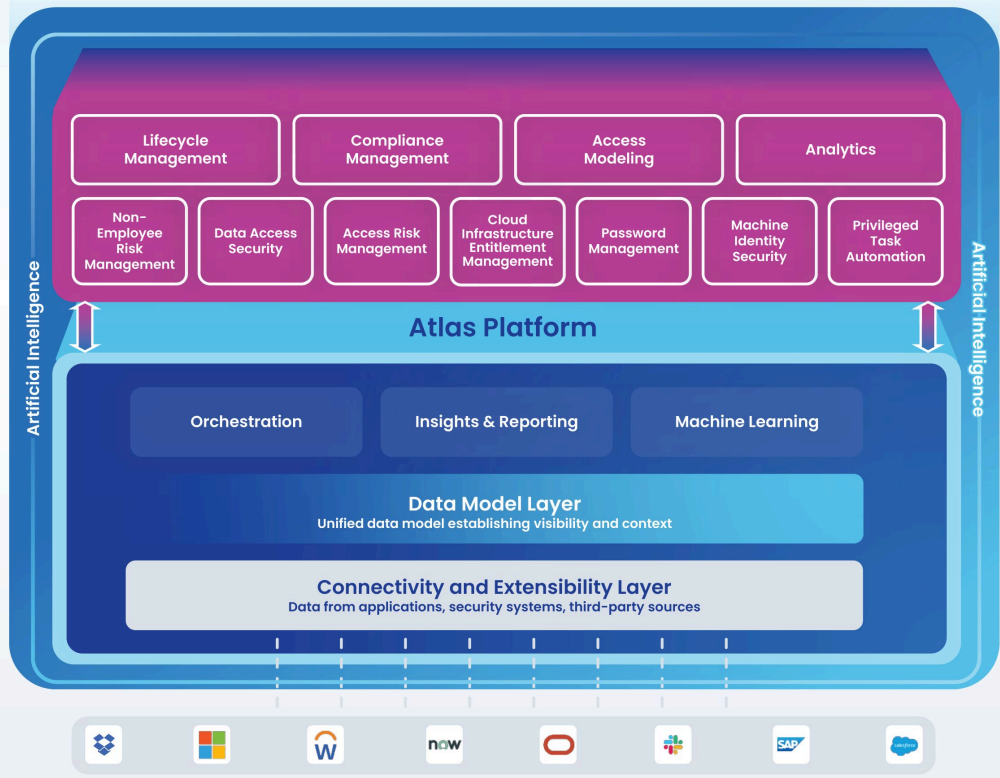 Lifecycle
Management
Compliance
Management
Access
Modeling
Analytics
Non-
Employee
Risk
Management
Data Access
Security
Access Risk
Management
Cloud
Infrastructure
Entitlement
Management
Password
Management
Machine
Identity
Security
Privileged
Task
Automation
Artificial Intelligence
Artificial Intelligence
Atlas Platform
Orchestration
Insights & Reporting
Machine Learning
Data Model Layer
Unified data model establishing visibility and context
Connectivity and Extensibility Layer
Data from applications, security systems, third-party sources
W
now
SAP
salesforce